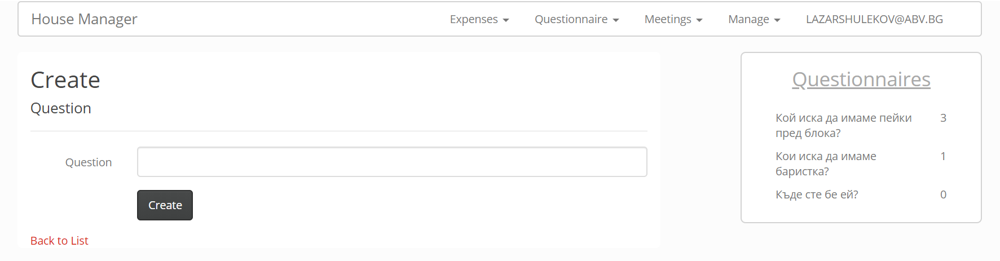 House Manager
Expenses
Questionnaire
Meetings
Manage
LAZARSHULEKOV@ABV.BG
Create
Question
Question
Create
Back to List
Questionnaires
Кой иска да имаме пейки 3
пред блока?
Кои иска да имаме 1
баристка?
Къде сте бе ей? 0